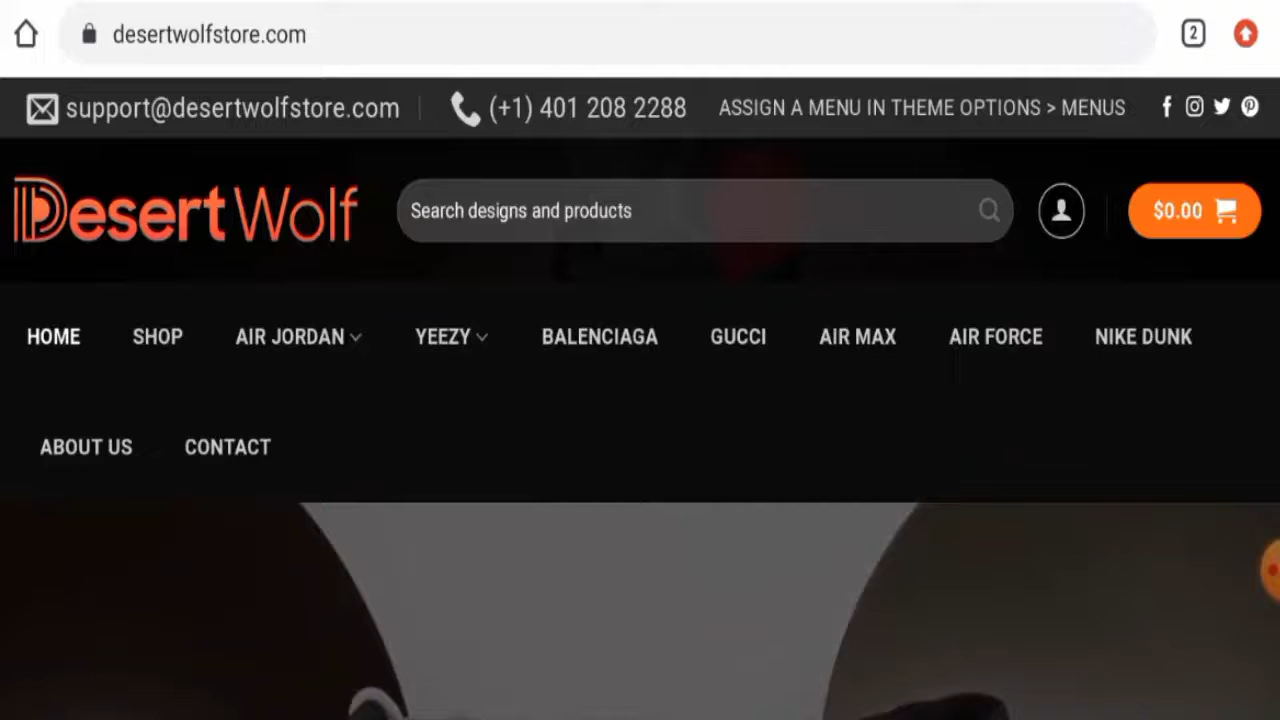 desertwolfstore.com
2
support@desertwolfstore.com
(+1) 401 208 2288
ASSIGN A MENU IN THEME OPTIONS > MENUS
DesertWolf
Search designs and products
$0.00
HOME SHOP AIR JORDAN YEEZY BALENCIAGA GUCCI AIR MAX AIR FORCE NIKE DUNK
ABOUT US CONTACT